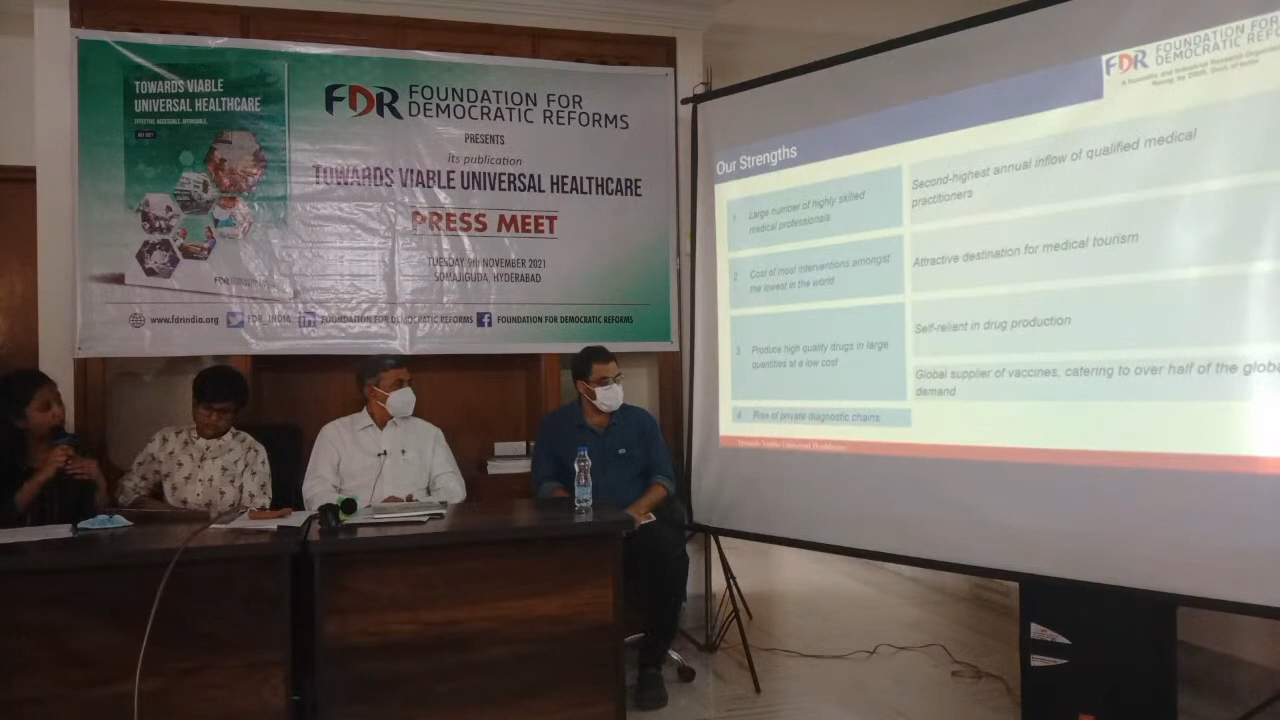 TOWARDS VIABLE
UNIVERSAL HEALTHCARE
EFFECTIVE. ACCESSIBLE. AFFORDABLE.
JULY 2021
FDR FOUNDATION FOR
DEMOCRATIC REFORMS
PRESENTS
its publication
TOWARDS VIABLE UNIVERSAL HEALTHCARE
PRESS MEET
TUESDAY 9th NOVEMBER 2021
SOMAJIGUDA, HYDERABAD
www.fdrindia.org FDR_INDIA FOUNDATION FOR DEMOCRATIC REFORMS FOUNDATION FOR DEMOCRATIC REFORMS
FDR FOUNDATION FOR
DEMOCRATIC REFO
Our Strengths
1 Large number of highly skilled
medical professionals
Second-highest annual inflow of qualified medical
practitioners
2 Cost of most interventions amongst
the lowest in the world
Attractive destination for medical tourism
3 Produce high quality drugs in large
quantities at a low cost
Self-reliant in drug production
Global supplier of vaccines, catering to over half of the globa
demand
4 Rise of private diagnostic chains
Towards Viable Universal Healthcare